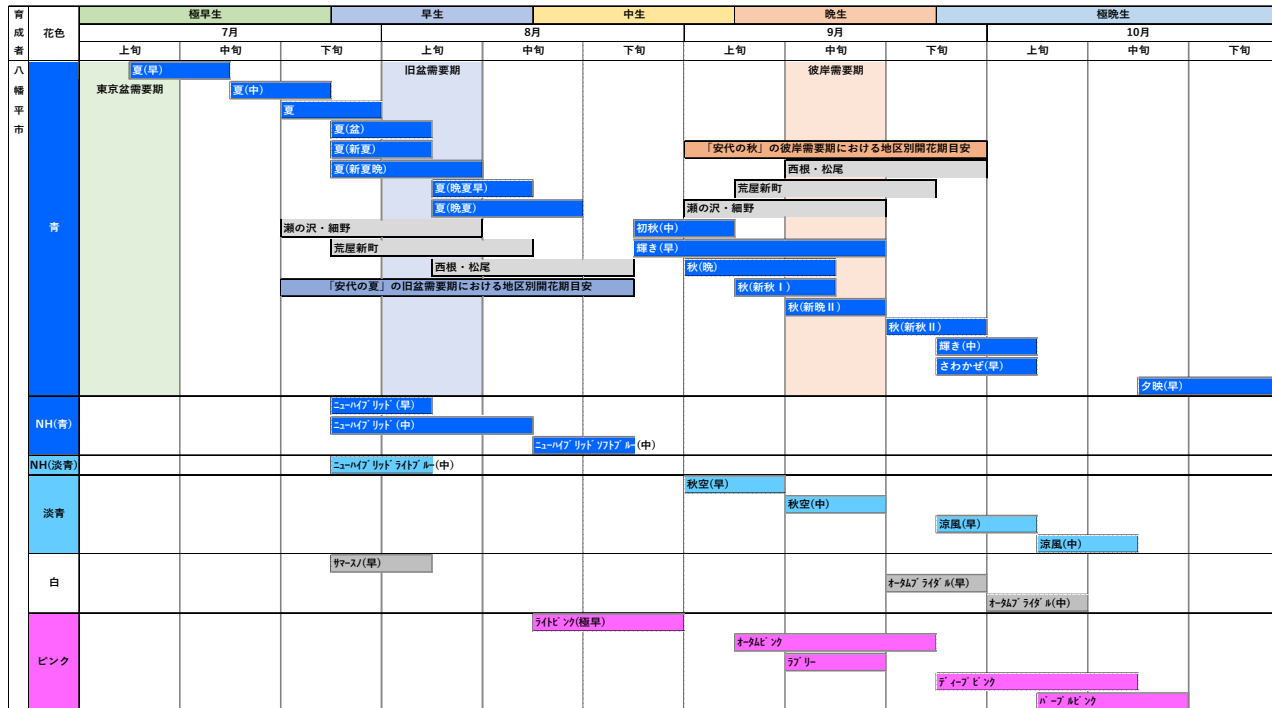 育成者
花色
極早生
早生
中生
晩生
極晩生
7月
8月
9月
10月
上旬
中旬
下旬
上旬
中旬
下旬
上旬
中旬
下旬
上旬
中旬
下旬
八幡平市
青
夏(早)
旧盆需要期
彼岸需要期
東京盆需要期
夏(中)
夏
夏(盆)
夏(新夏)
「安代の秋」の彼岸需要期における地区別開花期目安
夏(新夏晩)
西根・松尾
夏(晩夏早)
荒屋新町
夏(晩夏)
瀬の沢・細野
瀬の沢・細野
初秋(中)
荒屋新町
輝き(早)
西根・松尾
秋(晩)
「安代の夏」の旧盆需要期における地区別開花期目安
秋(新秋Ⅰ)
秋(新晩Ⅱ)
秋(新秋Ⅱ)
輝き(中)
さわかぜ(早)
夕映(早)
NH(青)
ﾆｭｰﾊｲﾌﾞﾘｯﾄﾞ(早)
ﾆｭｰﾊｲﾌﾞﾘｯﾄﾞ(中)
ﾆｭｰﾊｲﾌﾞﾘｯﾄﾞｿﾌﾄﾌﾞﾙｰ(中)
NH(淡青)
ﾆｭｰﾊｲﾌﾞﾘｯﾄﾞﾗｲﾄﾌﾞﾙｰ(中)
淡青
秋空(早)
秋空(中)
涼風(早)
涼風(中)
白
ｻﾏｰｽﾉ(早)
ｵｰﾀﾑﾌﾞﾗｲﾀﾞﾙ(早)
ｵｰﾀﾑﾌﾞﾗｲﾀﾞﾙ(中)
ピンク
ﾗｲﾄﾋﾟﾝｸ(極早)
ｵｰﾀﾑﾋﾟﾝｸ
ﾗﾌﾞﾘｰ
ﾃﾞｨｰﾌﾟﾋﾟﾝｸ
ﾊﾟｰﾌﾟﾙﾋﾟﾝｸ